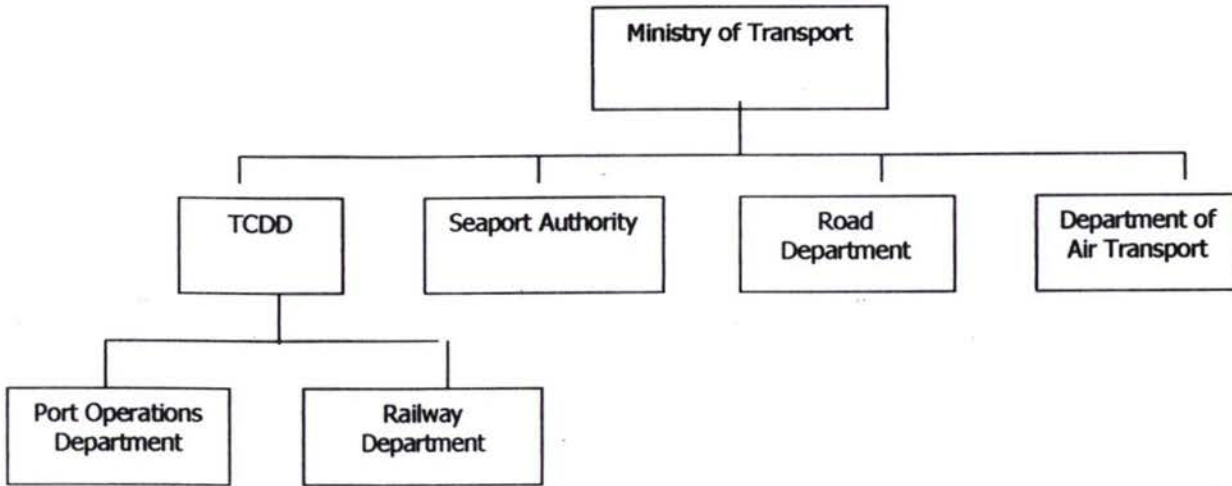 Ministry of Transport
TCDD
Seaport Authority
Road
Department
Department of
Air Transport
Port Operations
Department
Railway
Department